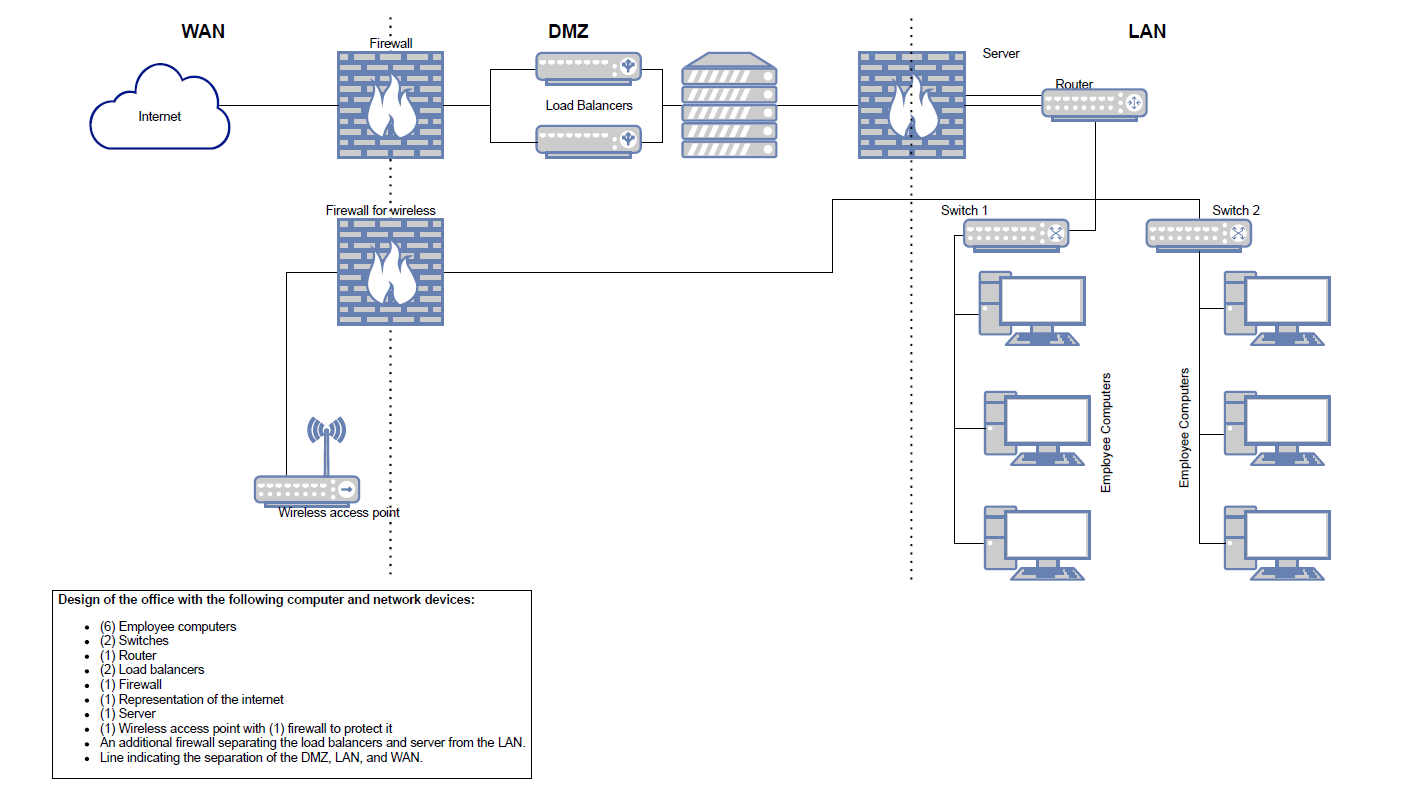 WAN
DMZ
LAN
Firewall
Server
Internet
Load Balancers
Router
Firewall for wireless
Switch 1
Switch 2
Employee Computers
Employee Computers
Wireless access point
Design of the office with the following computer and network devices:
• (6) Employee computers
• (2) Switches
• (1) Router
• (2) Load balancers
• (1) Firewall
• (1) Representation of the internet
• (1) Server
• (1) Wireless access point with (1) firewall to protect it
• An additional firewall separating the load balancers and server from the LAN.
• Line indicating the separation of the DMZ, LAN, and WAN.